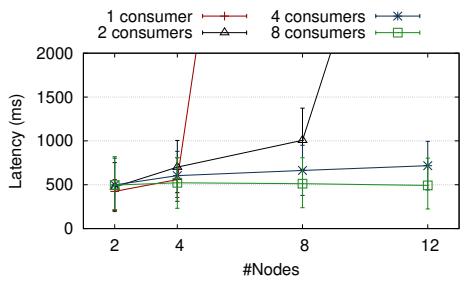 1 consumer
4 consumers
2 consumers
8 consumers
2000
1500
1000
500
0
Latency (ms)
2
4
8
12
#Nodes